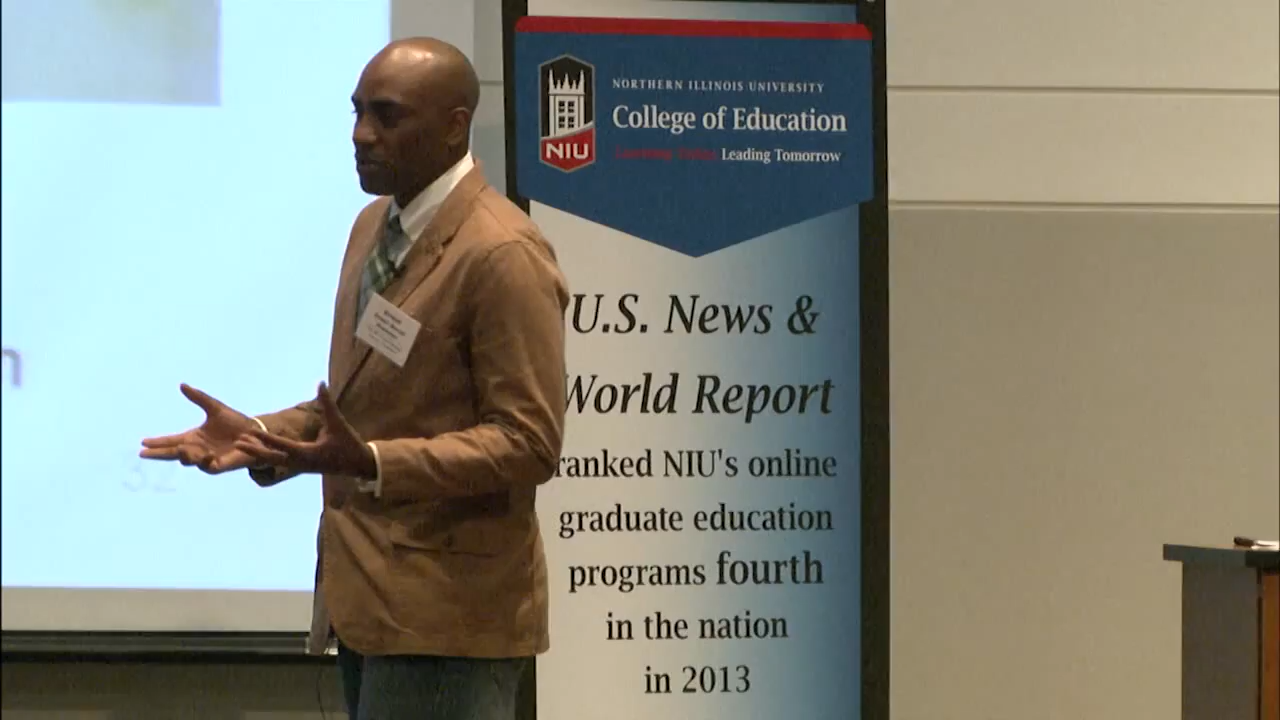 NORTHERN ILLINOIS UNIVERSITY
College of Education
Leading Tomorrow
NIU
U.S. News &
World Report
ranked NIU's online
graduate education
programs fourth
in the nation
in 2013
n
32